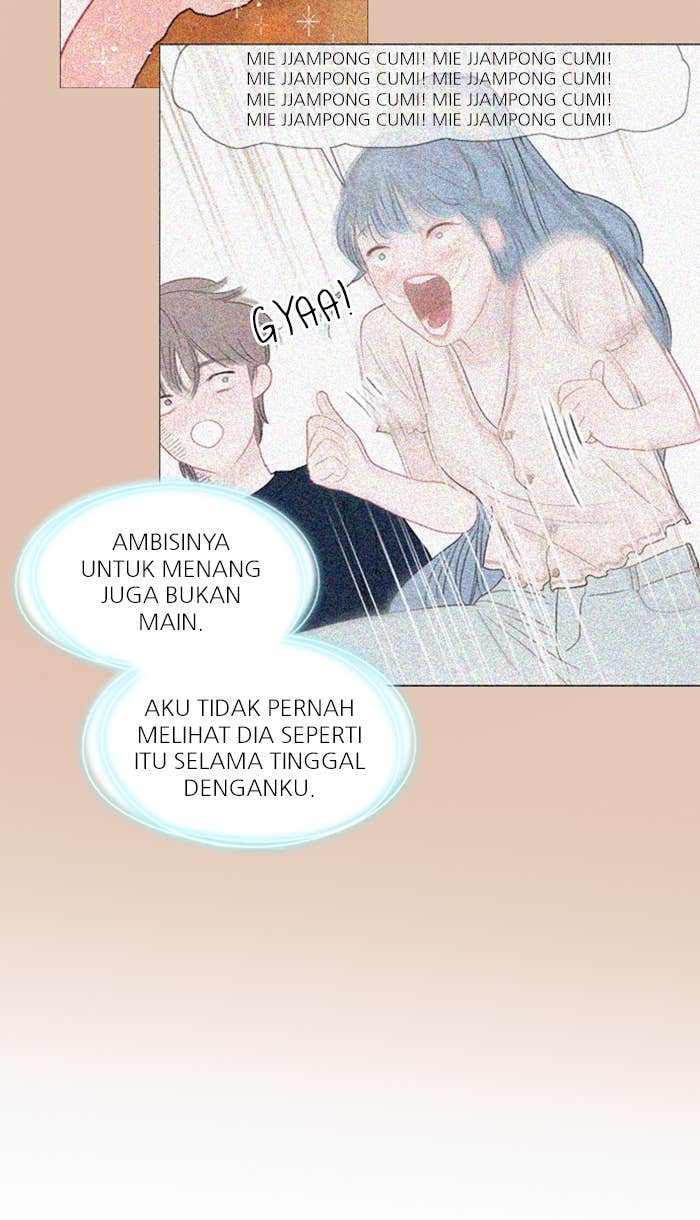 MIE JJAMPONG CUMI! MIE JJAMPONG CUMI!
MIE JJAMPONG CUMI! MIE JJAMPONG CUMI!
MIE JJAMPONG CUMI! MIE JJAMPONG CUMI!
MIE JJAMPONG CUMI! MIE JJAMPONG CUMI!
GYAA!
AMBISINYA
UNTUK MENANG
JUGA BUKAN
MAIN.
AKU TIDAK PERNAH
MELIHAT DIA SEPERTI
ITU SELAMA TINGGAL
DENGANKU.